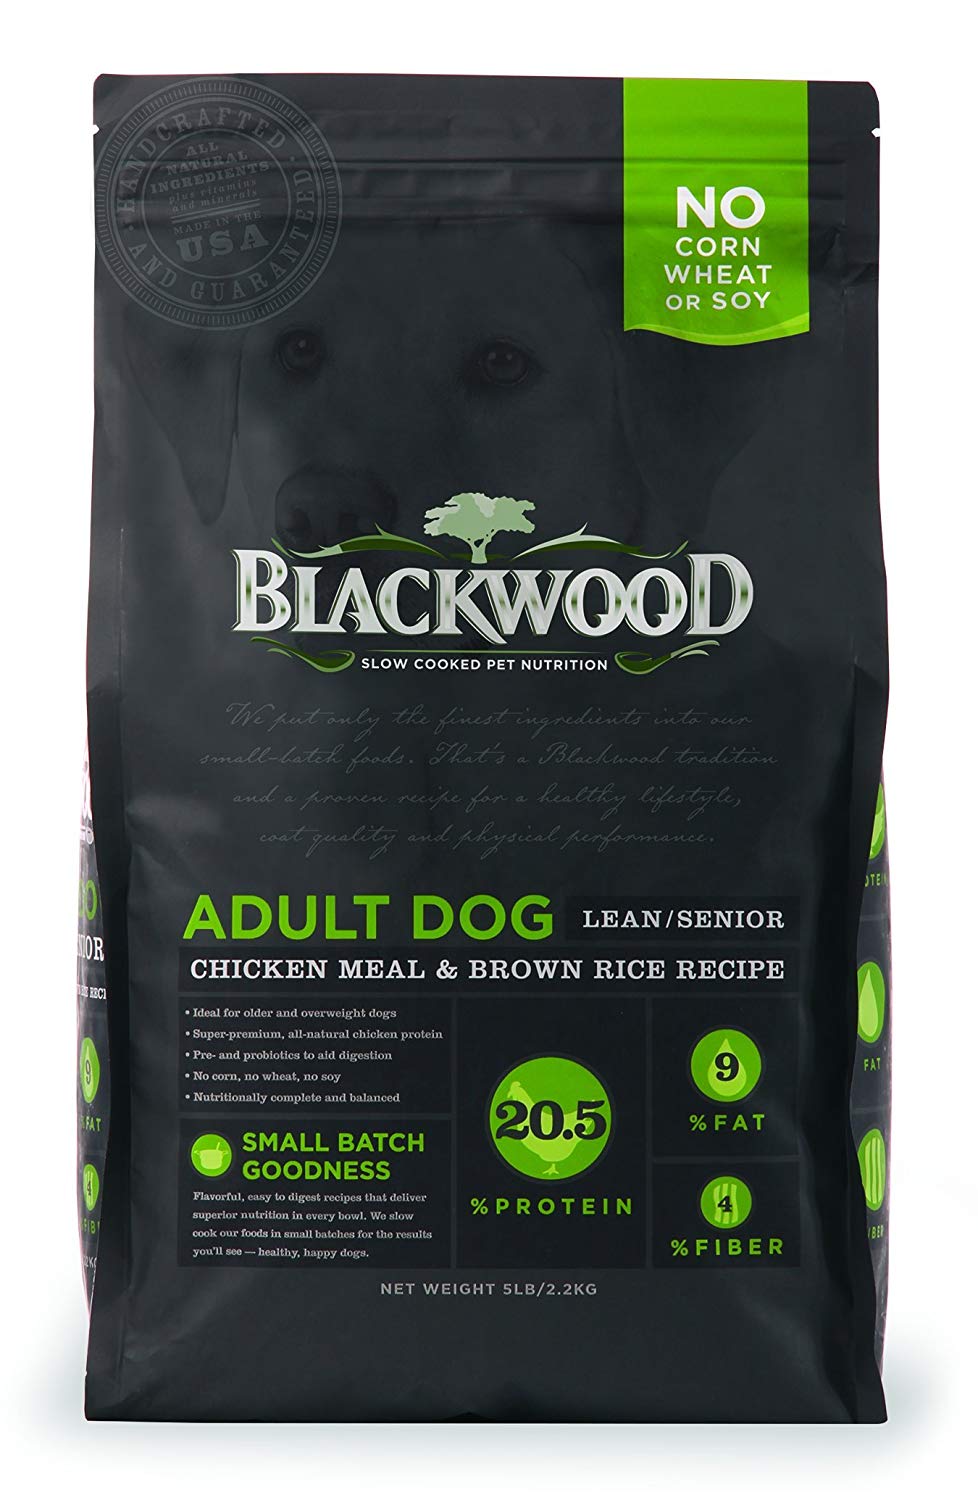 HANDCRAFTED
AND GUARANTEED
ALL
NATURAL
INGREDIENTS
plus vitamins
and minerals
MADE IN THE
USA
NO
CORN
WHEAT
OR SOY
BLACKWOOD
SLOW COOKED PET NUTRITION
We put only the finest ingredients into our
small-batch foods. That's a Blackwood tradition
and a proven recipe for a healthy lifestyle,
coat quality and physical performance.
ADULT DOG LEAN/SENIOR
CHICKEN MEAL & BROWN RICE RECIPE
• Ideal for older and overweight dogs
• Super-premium, all-natural chicken protein
• Pre- and probiotics to aid digestion
• No corn, no wheat, no soy
• Nutritionally complete and balanced
SMALL BATCH
GOODNESS
Flavorful, easy to digest recipes that deliver
superior nutrition in every bowl. We slow
cook our foods in small batches for the results
you'll see — healthy, happy dogs.
20.5
% PROTEIN
9
% FAT
4
% FIBER
NET WEIGHT 5LB/2.2KG
9
FAT
4
FAT